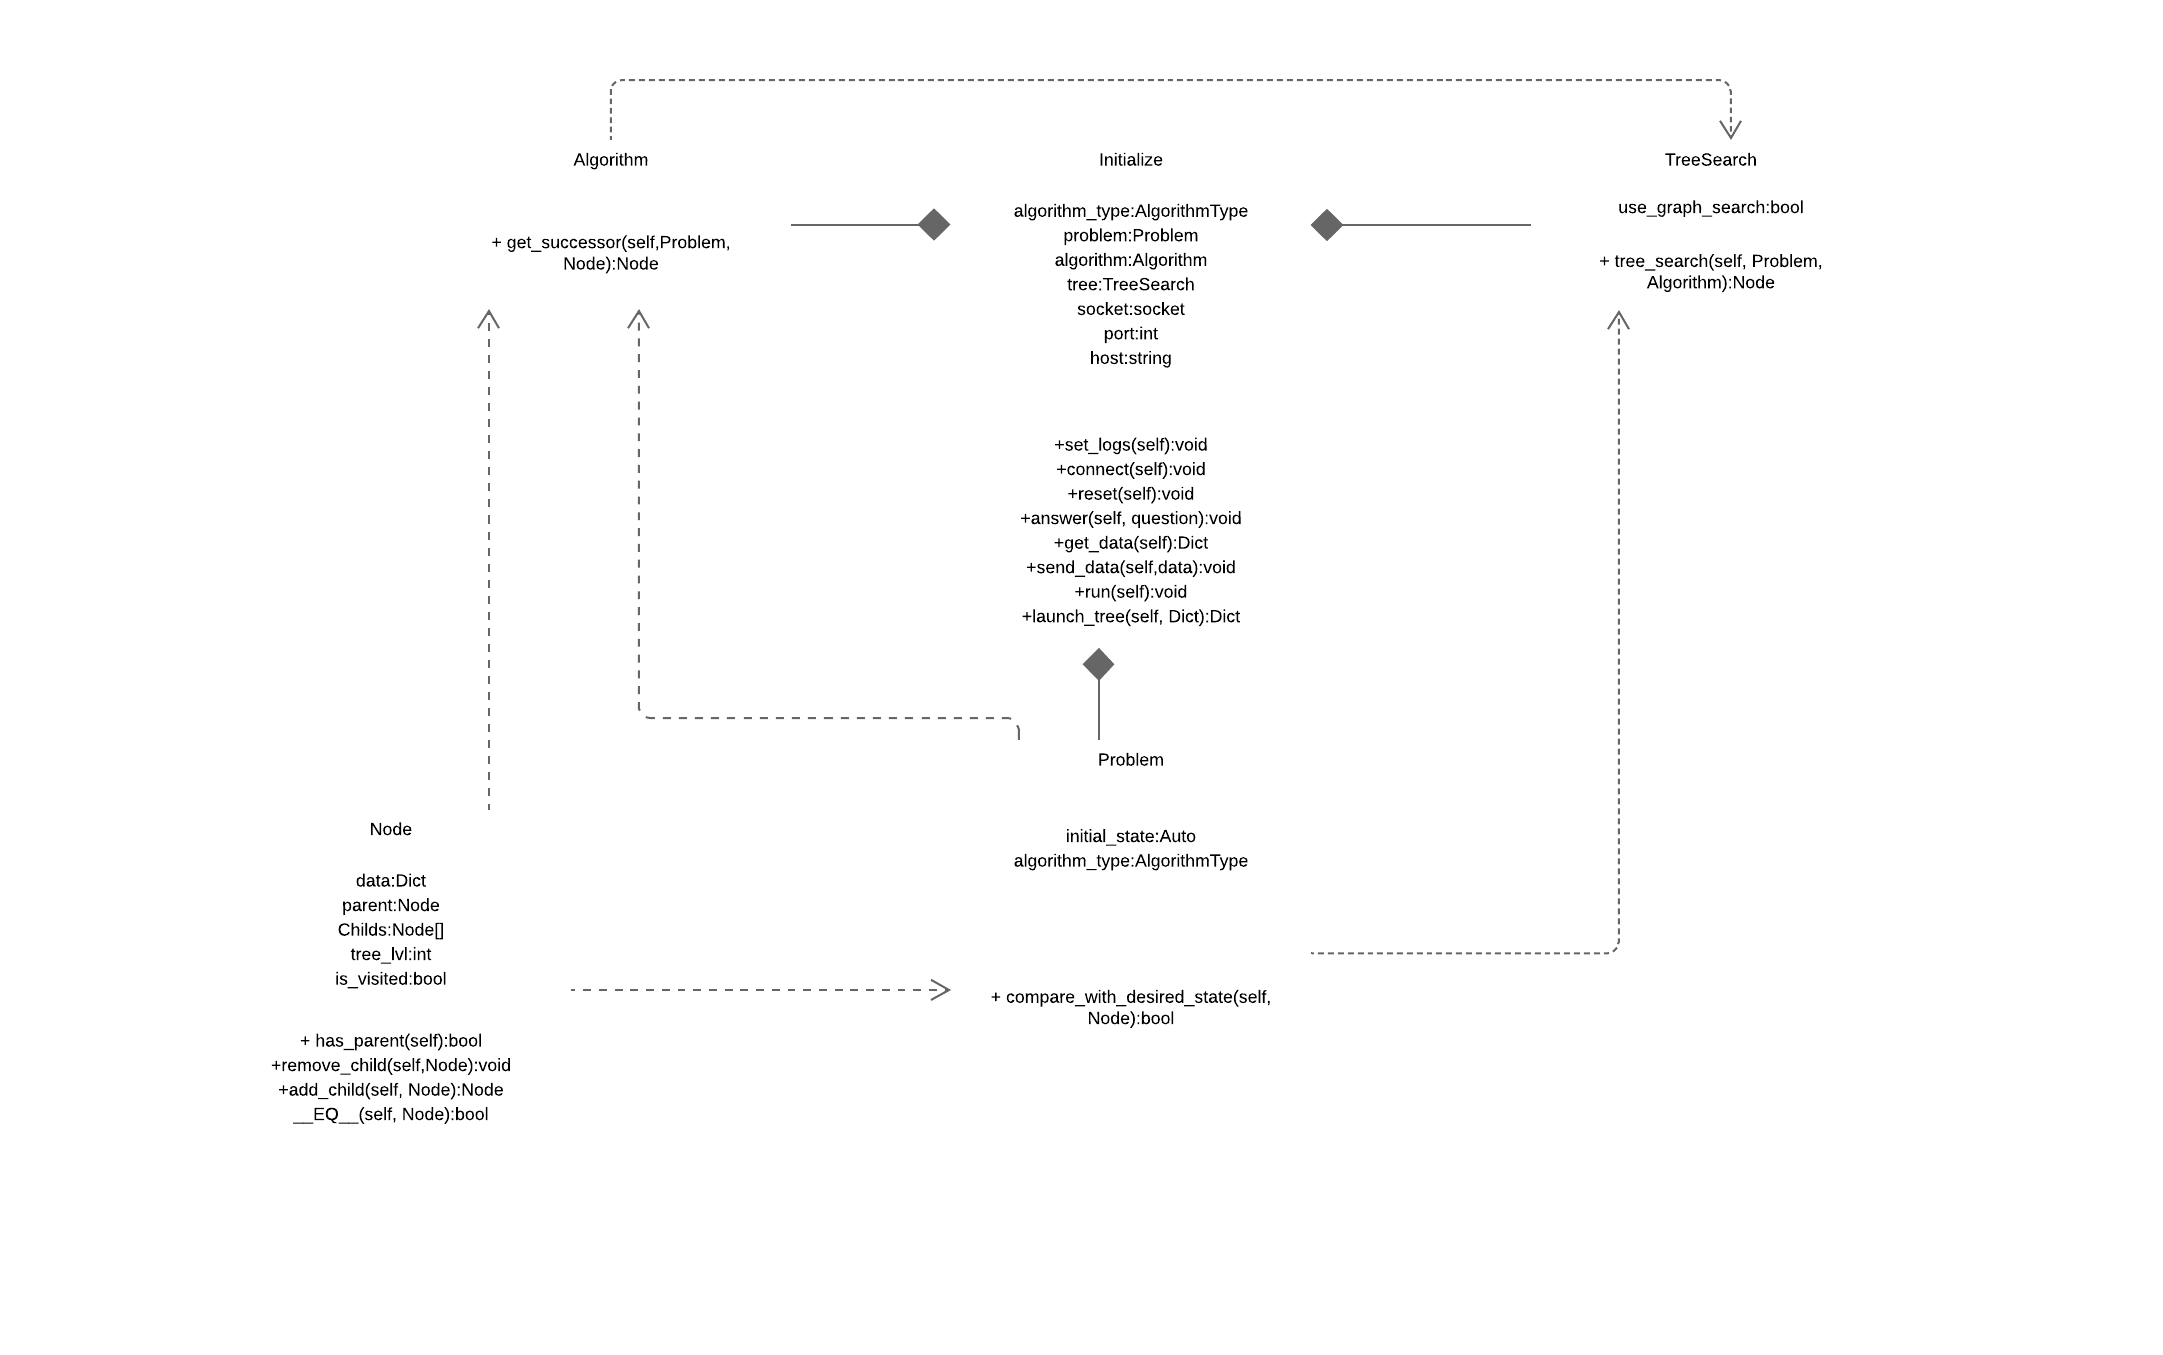 Algorithm
+ get_successor(self,Problem,
Node):Node
Initialize
algorithm_type:AlgorithmType
problem:Problem
algorithm:Algorithm
tree:TreeSearch
socket:socket
port:int
host:string
+set_logs(self):void
+connect(self):void
+reset(self):void
+answer(self, question):void
+get_data(self):Dict
+send_data(self,data):void
+run(self):void
+launch_tree(self, Dict):Dict
TreeSearch
use_graph_search:bool
+ tree_search(self, Problem,
Algorithm):Node
Problem
initial_state:Auto
algorithm_type:AlgorithmType
+ compare_with_desired_state(self,
Node):bool
Node
data:Dict
parent:Node
Childs:Node[]
tree_lvl:int
is_visited:bool
+ has_parent(self):bool
+remove_child(self,Node):void
+add_child(self, Node):Node
__EQ__(self, Node):bool